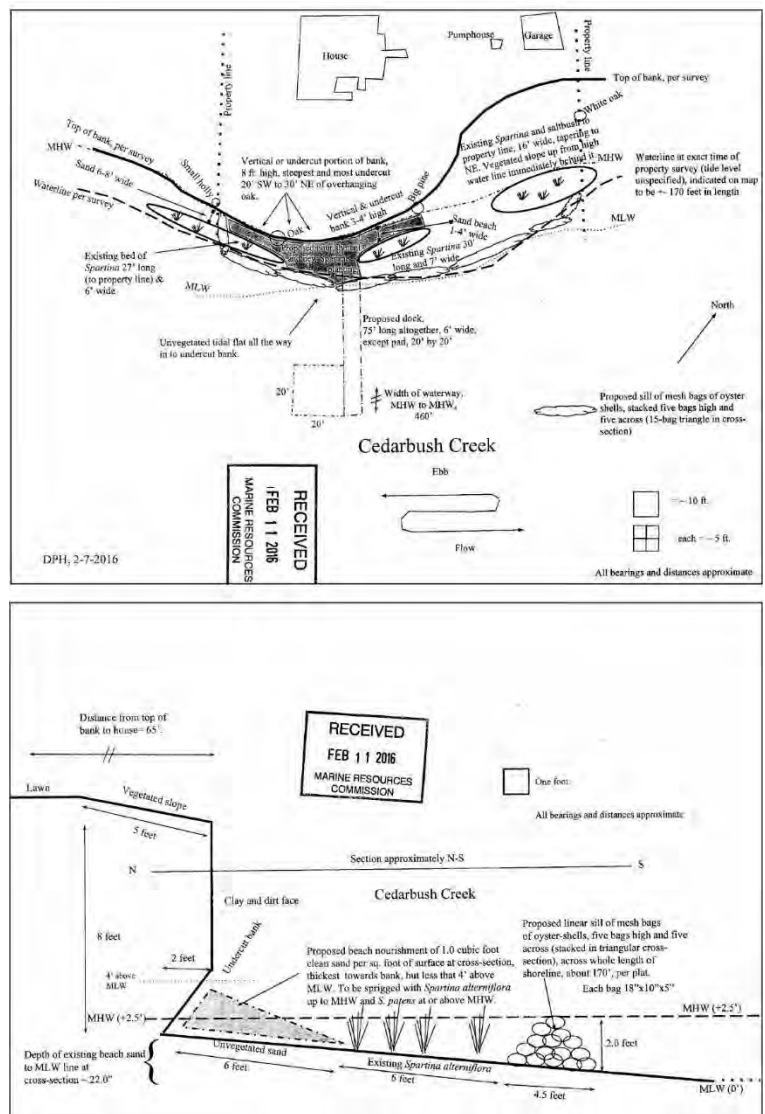 House
Pumphouse
Garage
Property line
Property line
Top of bank, per survey
White oak
MHW
Top of bank, per survey
Sand 6-8' wide
Waterline per survey
Small holly
Vertical or undercut portion of bank,
8 ft. high, steepest and most undercut
20' SW to 30' NE of overhanging
oak.
Oak
Vertical & undercut
bank 3-4' high
Big pine
Existing Spartina and saltbush to
property line, 16' wide, tapering to
NE. Vegetated slope up from high
water line immediately behind it
MHW
Waterline at exact time of
property survey (tide level
unspecified), indicated on map
to be +- 170 feet in length
MLW
Sand beach
1-4' wide
Existing Spartina 30'
long and 7' wide
Existing bed of
Spartina 27' long
(to property line) &
6' wide
MLW
Unvegetated tidal flat all the way
in to undercut bank.
Proposed dock,
75' long altogether, 6' wide,
except pad, 20' by 20'
North
20'
20'
Width of waterway,
MHW to MHW,
460'
Proposed sill of mesh bags of oyster
shells, stacked five bags high and
five across (15-bag triangle in cross-
section)
Cedarbush Creek
Ebb
Flow
RECEIVED
FEB 11 2016
MARINE RESOURCES
COMMISSION
= ~10 ft.
each = ~5 ft.
DPH, 2-7-2016
All bearings and distances approximate
Distance from top of
bank to house= 65'.
RECEIVED
FEB 11 2016
MARINE RESOURCES
COMMISSION
One foot
All bearings and distances approximate
Lawn
Vegetated slope
5 feet
N
Section approximately N-S
S
Clay and dirt face
Cedarbush Creek
8 feet
2 feet
Undercut bank
4' above
MLW
Proposed beach nourishment of 1.0 cubic foot
clean sand per sq. foot of surface at cross-section,
thickest towards bank, but less that 4' above
MLW. To be sprigged with Spartina alterniflora
up to MHW and S. patens at or above MHW.
Proposed linear sill of mesh bags
of oyster-shells, five bags high and five
across (stacked in triangular cross-
section), across whole length of
shoreline, about 170', per plat.
Each bag 18"x10"x5"
MHW (+2.5')
MHW (+2.5')
2.0 feet
Depth of existing beach sand
to MLW line at
cross-section ~ 22.0"
Unvegetated sand
6 feet
Existing Spartina alterniflora
6 feet
4.5 feet
MLW (0')